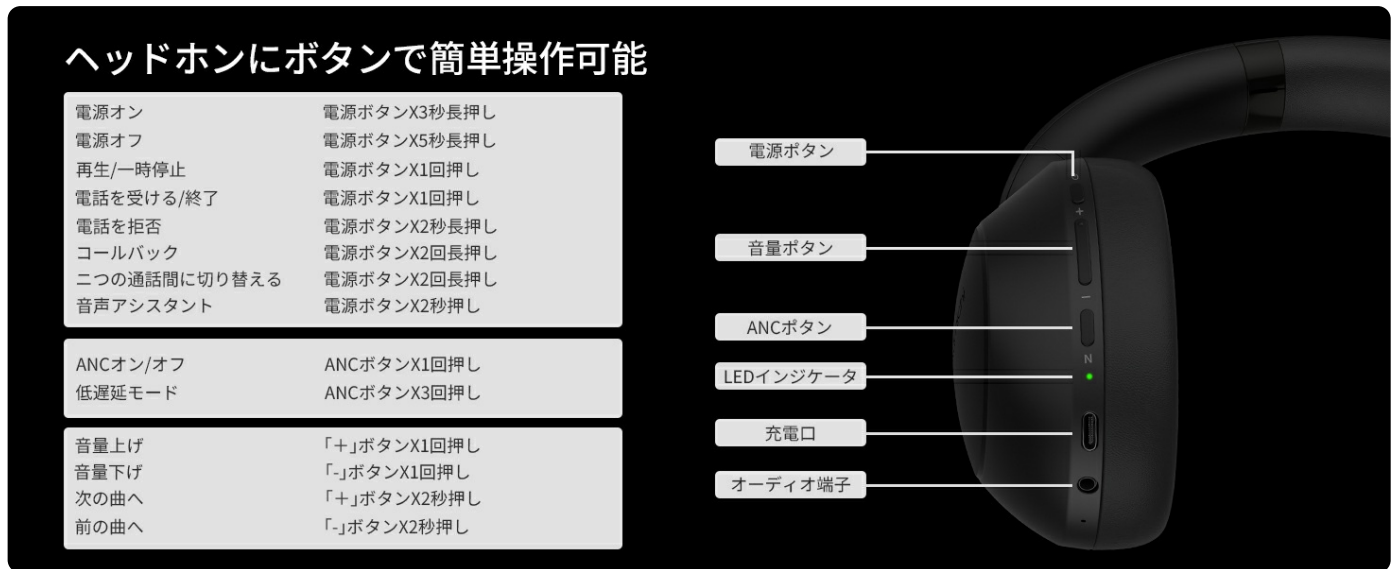 ヘッドホンにボタンで簡単操作可能
電源オン 電源ボタンX3秒長押し
電源オフ 電源ボタンX5秒長押し
再生/一時停止 電源ボタンX1回押し
電話を受ける/終了 電源ボタンX1回押し
電話を拒否 電源ボタンX2秒長押し
コールバック 電源ボタンX2回長押し
二つの通話間に切り替える 電源ボタンX2回長押し
音声アシスタント 電源ボタンX2秒押し
ANCオン/オフ ANCボタンX1回押し
低遅延モード ANCボタンX3回押し
音量上げ 「＋」ボタンX1回押し
音量下げ 「-」ボタンX1回押し
次の曲へ 「＋」ボタンX2秒押し
前の曲へ 「-」ボタンX2秒押し
電源ボタン
音量ボタン
ANCボタン
LEDインジケータ
充電口
オーディオ端子
+
−
N